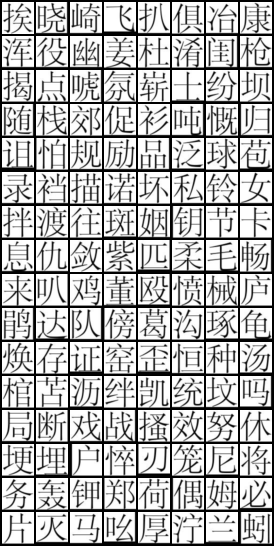 挨晓崎飞扒俱冶康
浑役幽姜杜淆闺枪
揭点唬氛崭土纷坝
随栈郊促衫吨慨归
诅怕规励品泛球苟
录裆描诺坏私铃女
拌渡往斑姻钥节卡
息仇敛紫匹柔毛畅
来叭鸡董殴愤械庐
鹃达队傍葛沟琢龟
焕存证窑歪恒种汤
棺苫沥绊凯统坟吗
局断戏战搔效努休
埂埋户悴刃笼尼将
务轰钾郑荷偶姆必
片灭马吆厚泞兰蚓